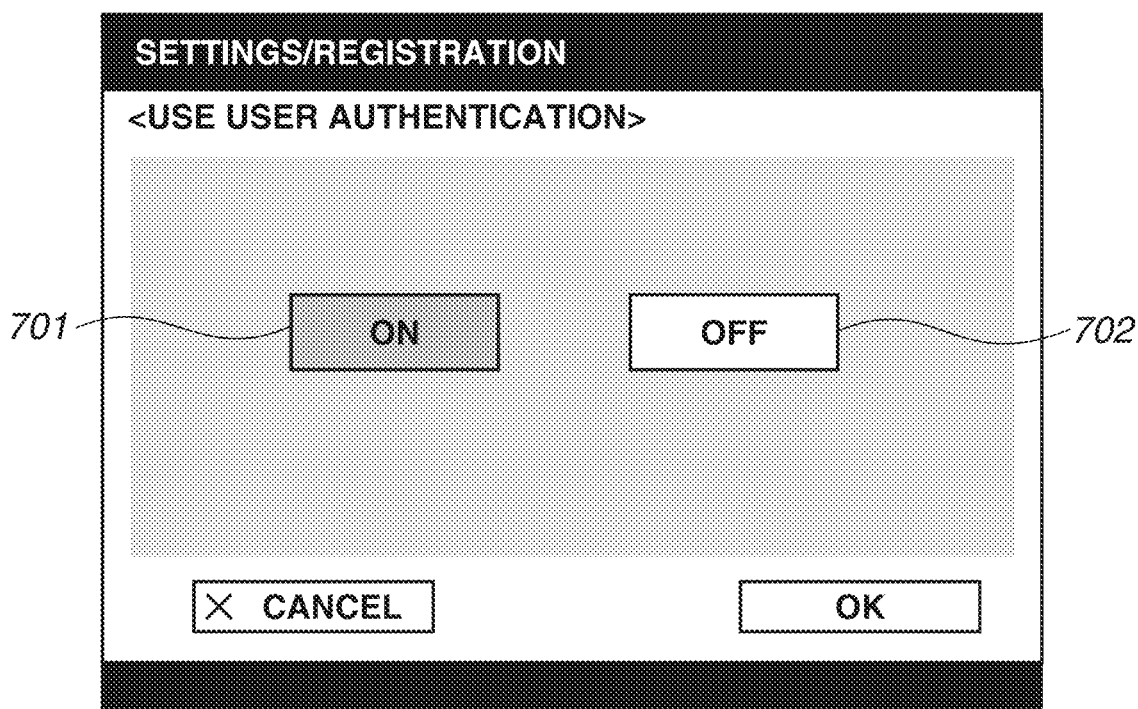 SETTINGS/REGISTRATION
<USE USER AUTHENTICATION>
701 ON OFF 702
× CANCEL OK